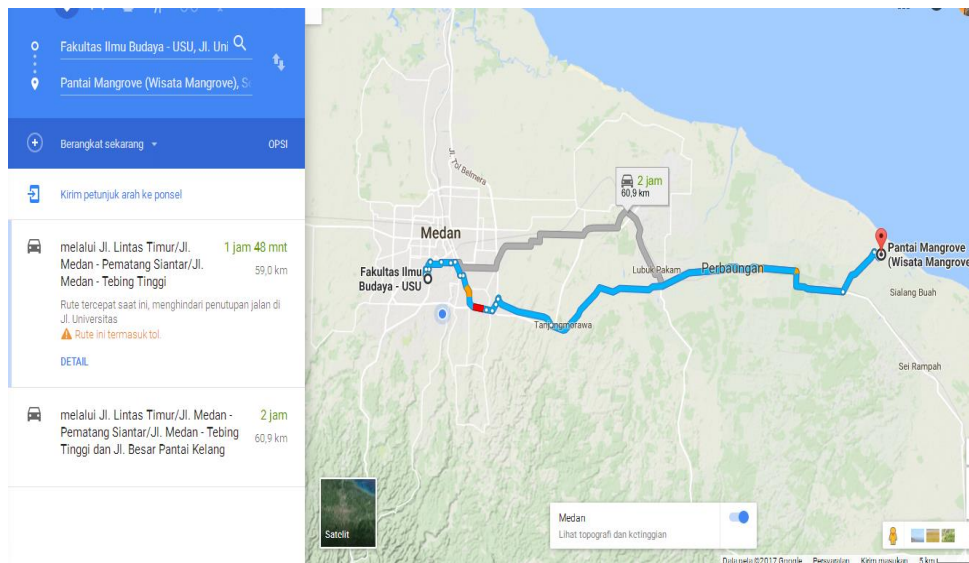 Fakultas Ilmu Budaya - USU, Jl. Uni
Pantai Mangrove (Wisata Mangrove), S
Berangkat sekarang
OPSI
Kirim petunjuk arah ke ponsel
melalui Jl. Lintas Timur/Jl. 1 jam 48 mnt
Medan - Pematang Siantar/Jl. 59,0 km
Medan - Tebing Tinggi
Rute tercepat saat ini, menghindari penutupan jalan di
Jl. Universitas
Rute ini termasuk tol.
DETAIL
melalui Jl. Lintas Timur/Jl. Medan - 2 jam
Pematang Siantar/Jl. Medan - Tebing 60,9 km
Tinggi dan Jl. Besar Pantai Kelang
Jl. Tol Belmera
2 jam
60,9 km
Medan
Fakultas Ilmu
Budaya - USU
Lubuk Pakam
Perbaungan
Pantai Mangrove
(Wisata Mangrove
Sialang Buah
Tanjungmorawa
Sei Rampah
Satelit
Medan
Lihat topografi dan ketinggian
Data peta ©2017 Google Persyaratan Kirim masukan 5 km